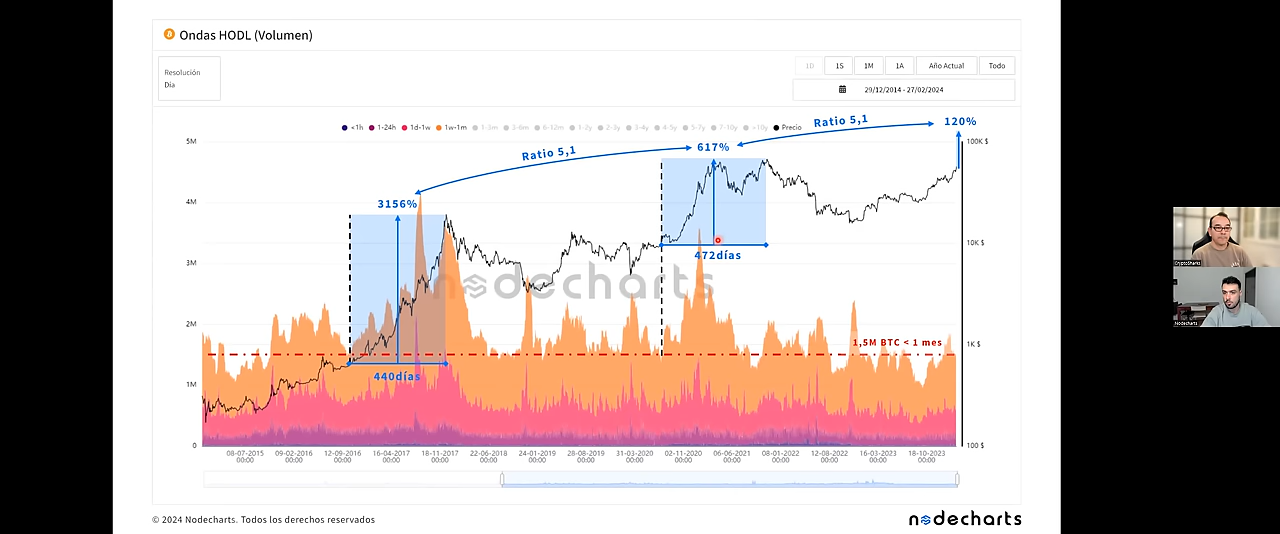 Ondas HODL (Volumen)
Resolución
Día
1D 1S 1M 1A Año Actual Todo
29/12/2014 - 27/02/2024
<1h 1-24h 1d-1w 1w-1m 1-3m 3-6m 6-12m 1-2y 2-3y 3-4y 4-5y 5-7y 7-10y >10y Precio
Ratio 5,1
120%
Ratio 5,1
617%
3156%
5M
4M
3M
2M
1M
0
100K $
10K $
1K $
100 $
472días
nodecharts
1,5M BTC < 1 mes
440días
08-07-2015 09-02-2016 12-09-2016 16-04-2017 18-11-2017 22-06-2018 24-01-2019 28-08-2019 31-03-2020 02-11-2020 06-06-2021 08-01-2022 12-08-2022 16-03-2023 18-10-2023
00:00 00:00 00:00 00:00 00:00 00:00 00:00 00:00 00:00 00:00 00:00 00:00 00:00 00:00 00:00
© 2024 Nodecharts. Todos los derechos reservados
nodecharts
CryptoSharks
Nodecharts